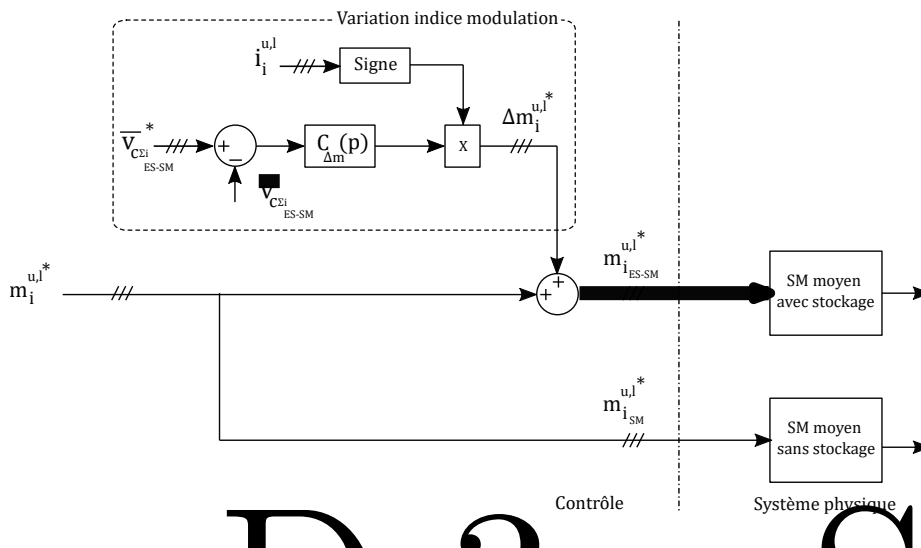 Variation indice modulation
i_i^{u,l}
Signe
\overline{v}_{cΣi ES-SM}^*
+
−
C_{Δm}(p)
x
Δm_i^{u,l*}
v_{cΣi ES-SM}
m_i^{u,l*}
+
+
m_{i ES-SM}^{u,l*}
SM moyen
avec stockage
m_{i SM}^{u,l*}
SM moyen
sans stockage
Contrôle
Système physique